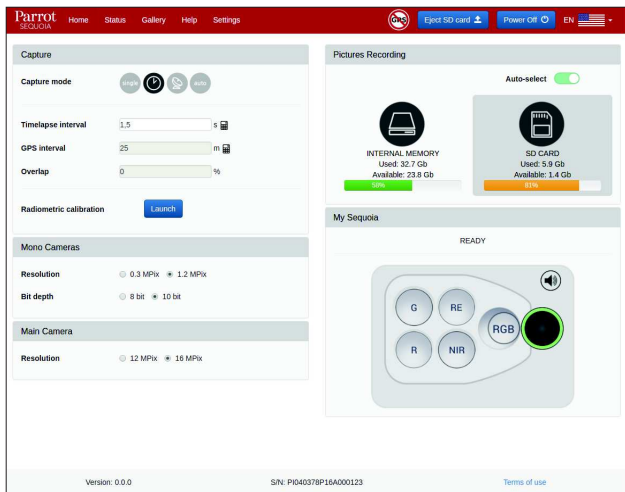 Parrot
SEQUOIA
Home Status Gallery Help Settings
GPS
Eject SD card
Power Off
EN
Capture
Capture mode
single
auto
Timelapse interval 1,5 s
GPS interval 25 m
Overlap 0 %
Radiometric calibration Launch
Mono Cameras
Resolution 0.3 MPix 1.2 MPix
Bit depth 8 bit 10 bit
Main Camera
Resolution 12 MPix 16 MPix
Pictures Recording
Auto-select
INTERNAL MEMORY
Used: 32.7 Gb
Available: 23.8 Gb
58%
SD CARD
Used: 5.9 Gb
Available: 1.4 Gb
81%
My Sequoia
READY
G RE
RGB
R NIR
Version: 0.0.0 S/N: PI040378P16A000123 Terms of use